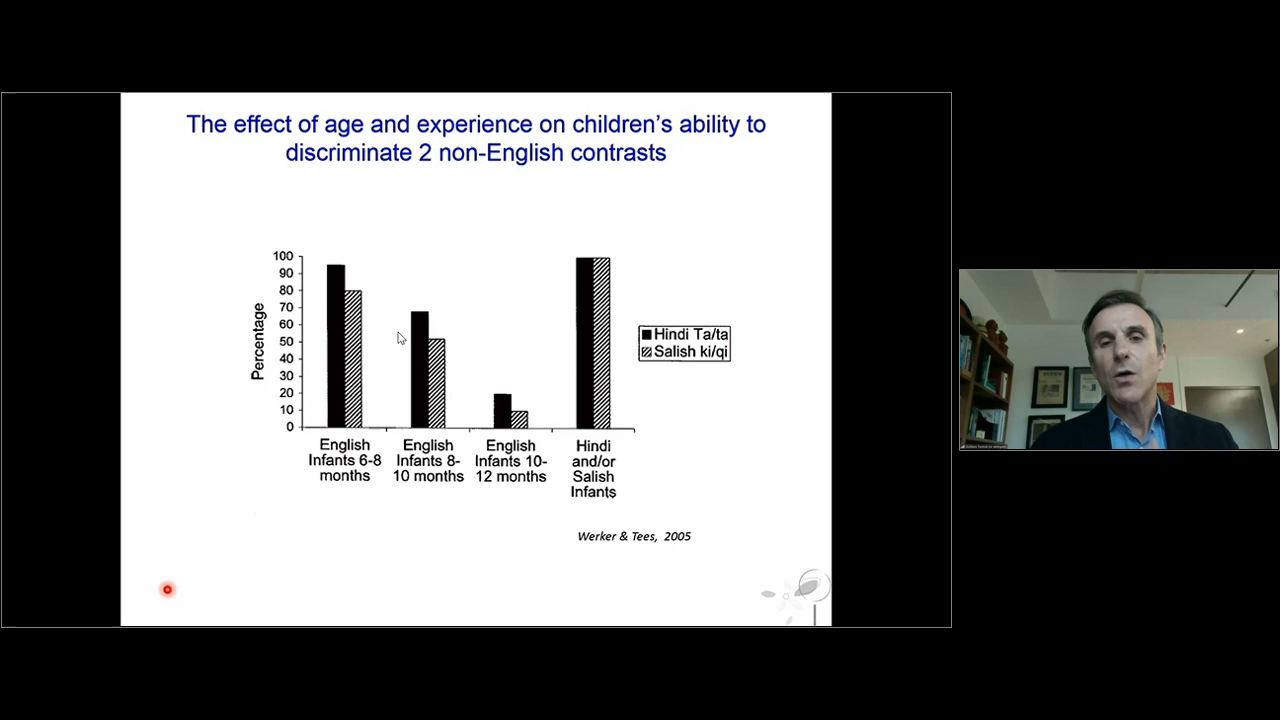 The effect of age and experience on children's ability to
discriminate 2 non-English contrasts
Percentage
100
90
80
70
60
50
40
30
20
10
0
English
Infants 6-8
months
English
Infants 8-
10 months
English
Infants 10-
12 months
Hindi
and/or
Salish
Infants
Hindi Ta/ta
Salish ki/qi
Werker & Tees, 2005